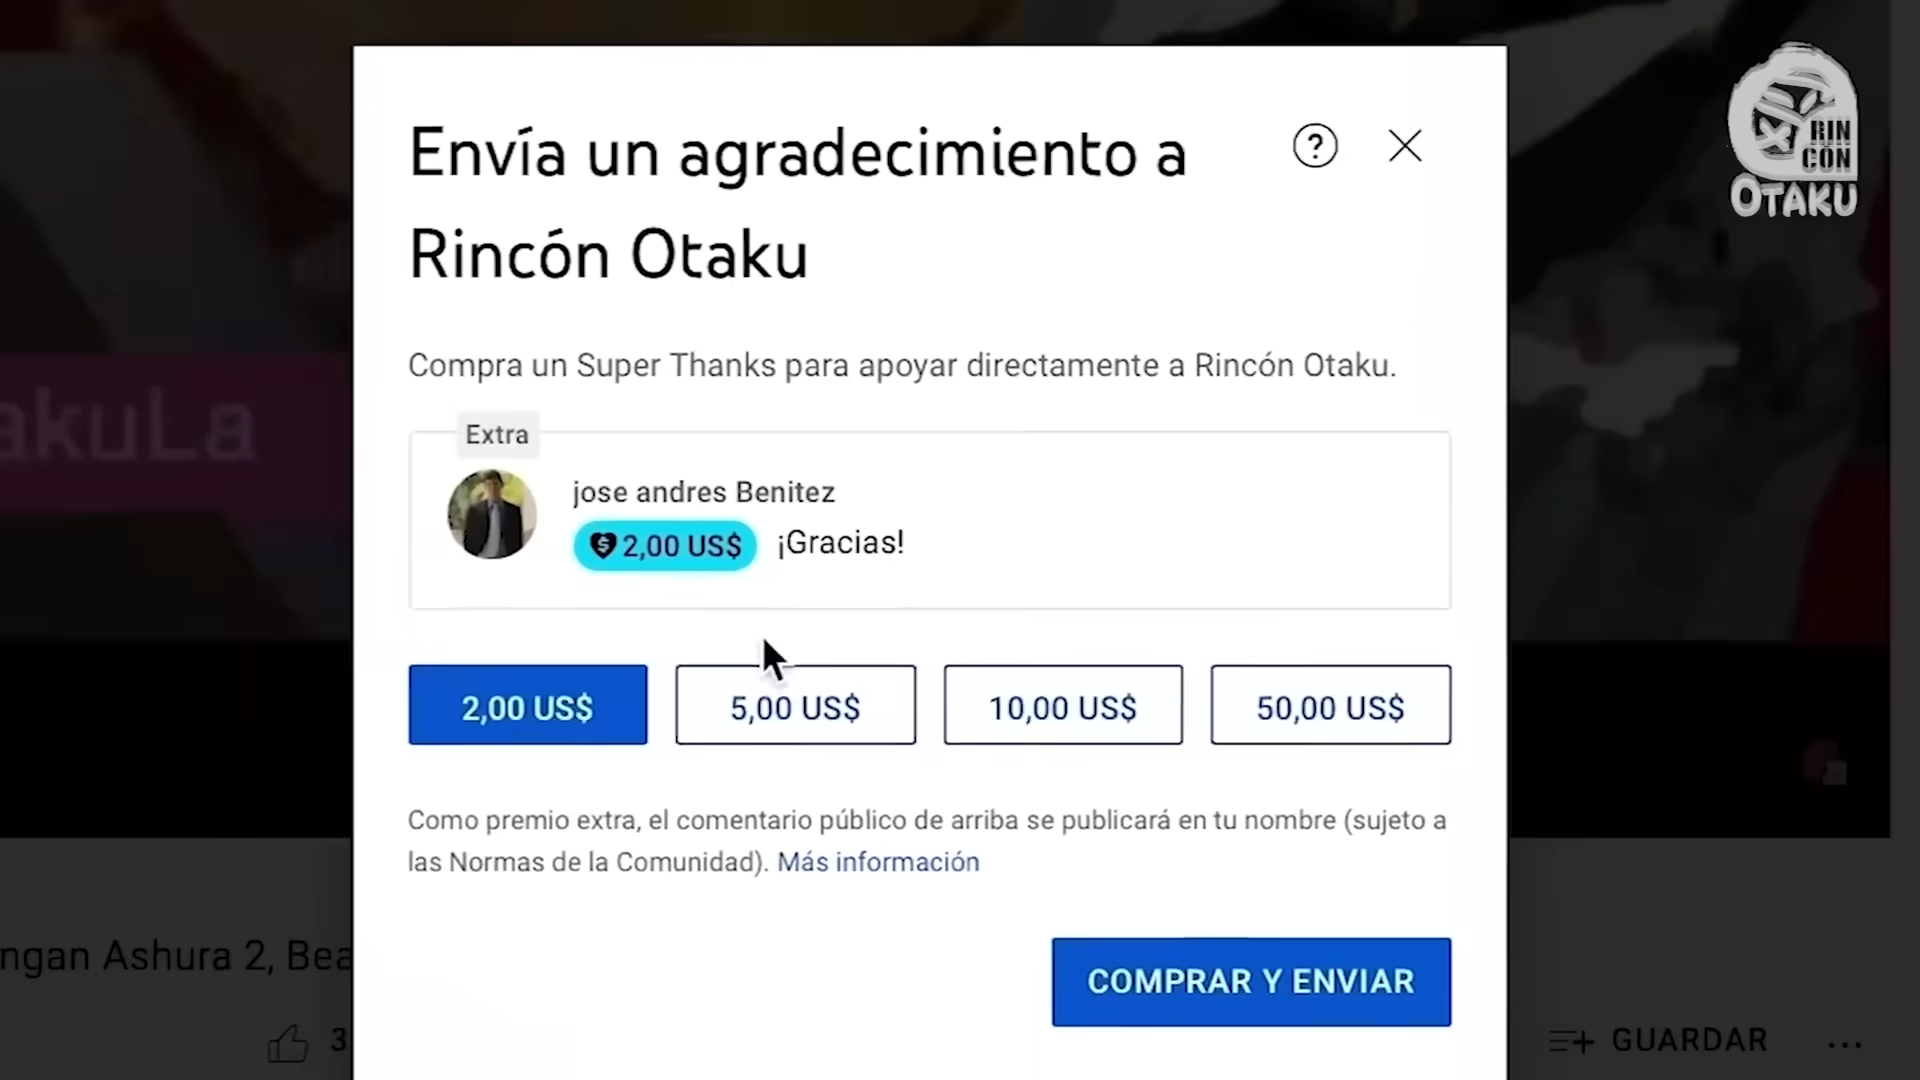 RIN
CÓN
OTAKU
Envía un agradecimiento a
Rincón Otaku
Compra un Super Thanks para apoyar directamente a Rincón Otaku.
Extra
jose andres Benitez
2,00 US$ ¡Gracias!
akuLa
2,00 US$ 5,00 US$ 10,00 US$ 50,00 US$
Como premio extra, el comentario público de arriba se publicará en tu nombre (sujeto a
las Normas de la Comunidad). Más información
ngan Ashura 2, Bea
COMPRAR Y ENVIAR
3
GUARDAR